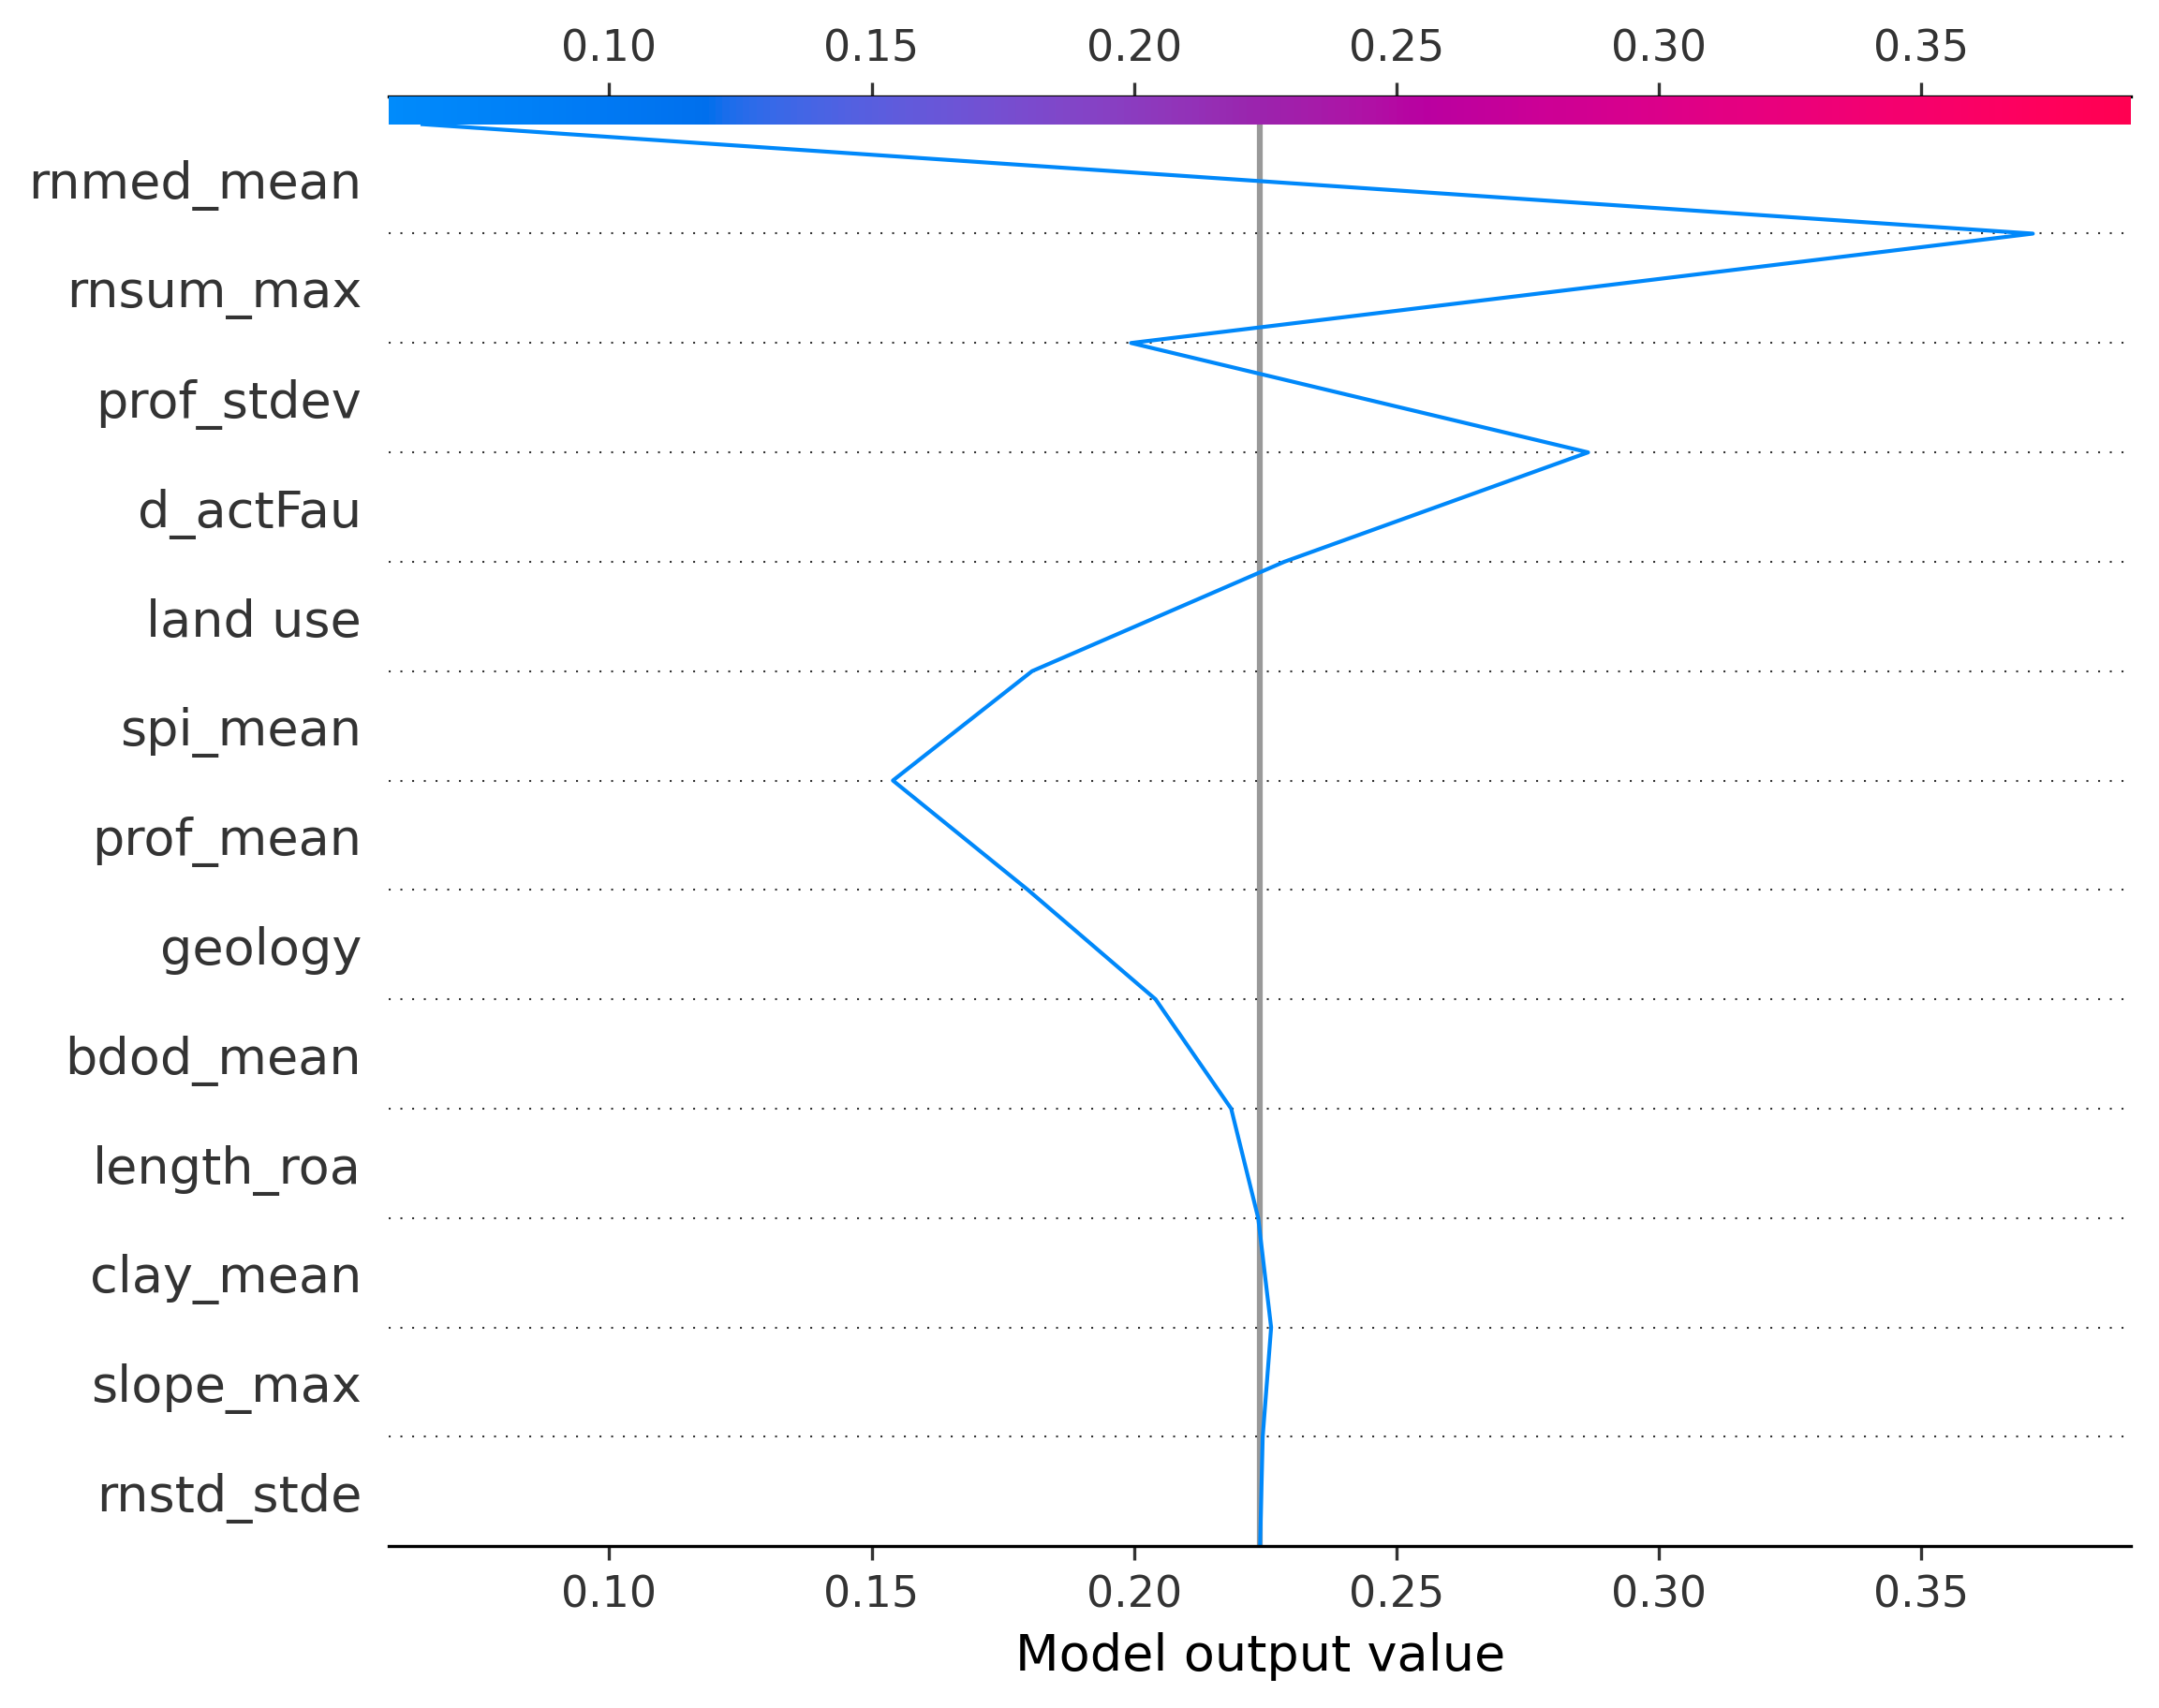 0.10 0.15 0.20 0.25 0.30 0.35
rnmed_mean
rnsum_max
prof_stdev
d_actFau
land use
spi_mean
prof_mean
geology
bdod_mean
length_roa
clay_mean
slope_max
rnstd_stde
0.10 0.15 0.20 0.25 0.30 0.35
Model output value